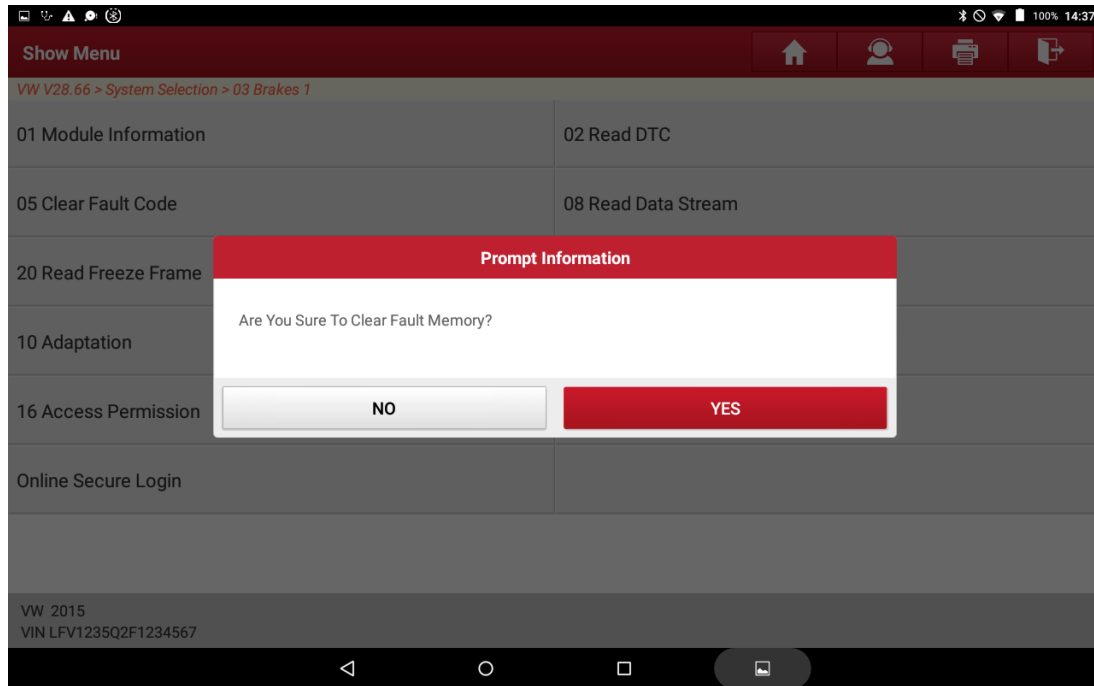 100% 14:37
Show Menu
VW V28.66 > System Selection > 03 Brakes 1
01 Module Information
02 Read DTC
05 Clear Fault Code
08 Read Data Stream
20 Read Freeze Frame
Prompt Information
Are You Sure To Clear Fault Memory?
10 Adaptation
NO
YES
16 Access Permission
Online Secure Login
VW 2015
VIN LFV1235Q2F1234567